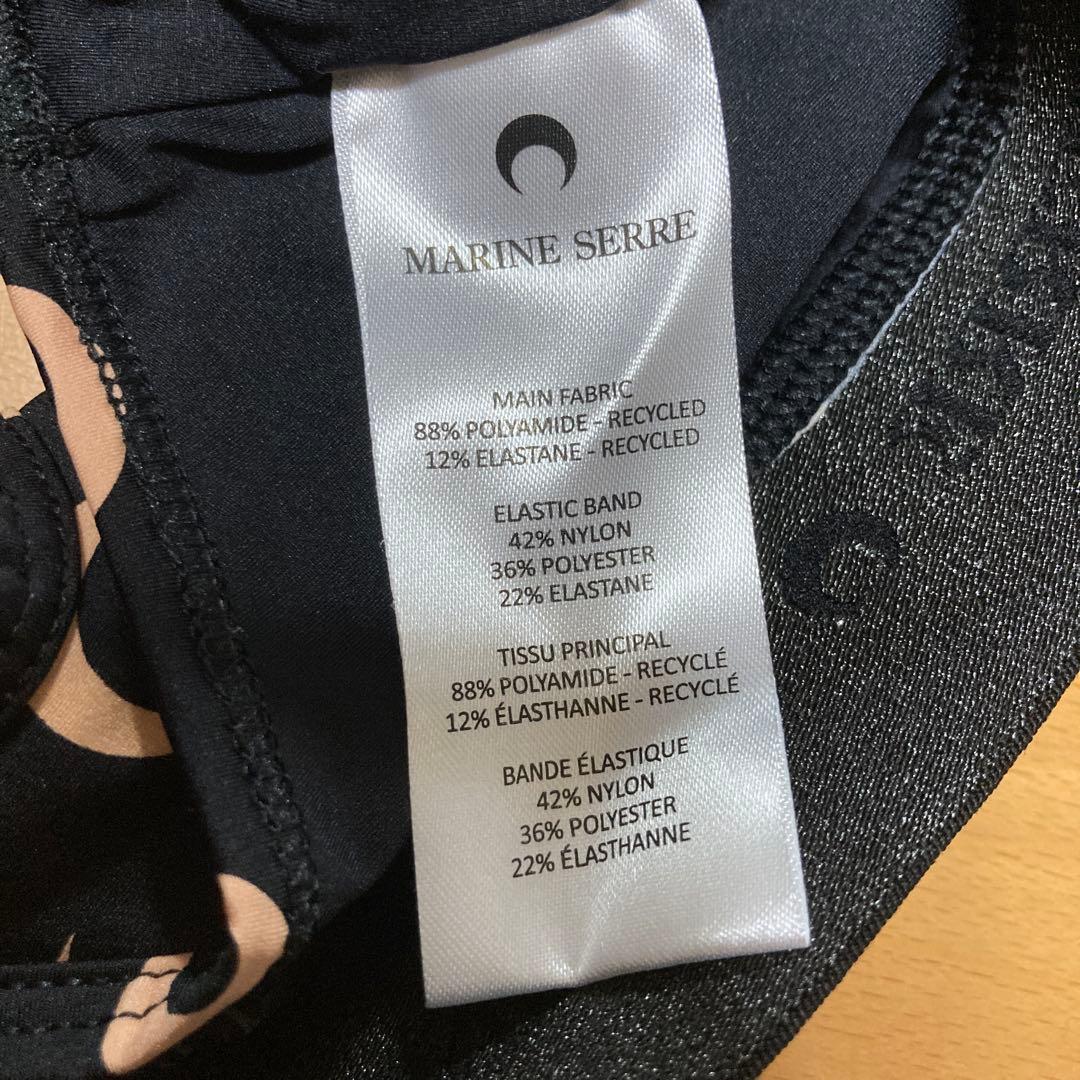 MARINE SERRE
MAIN FABRIC
88% POLYAMIDE - RECYCLED
12% ELASTANE - RECYCLED
ELASTIC BAND
42% NYLON
36% POLYESTER
22% ELASTANE
TISSU PRINCIPAL
88% POLYAMIDE - RECYCLÉ
12% ÉLASTHANNE - RECYCLÉ
BANDE ÉLASTIQUE
42% NYLON
36% POLYESTER
22% ÉLASTHANNE